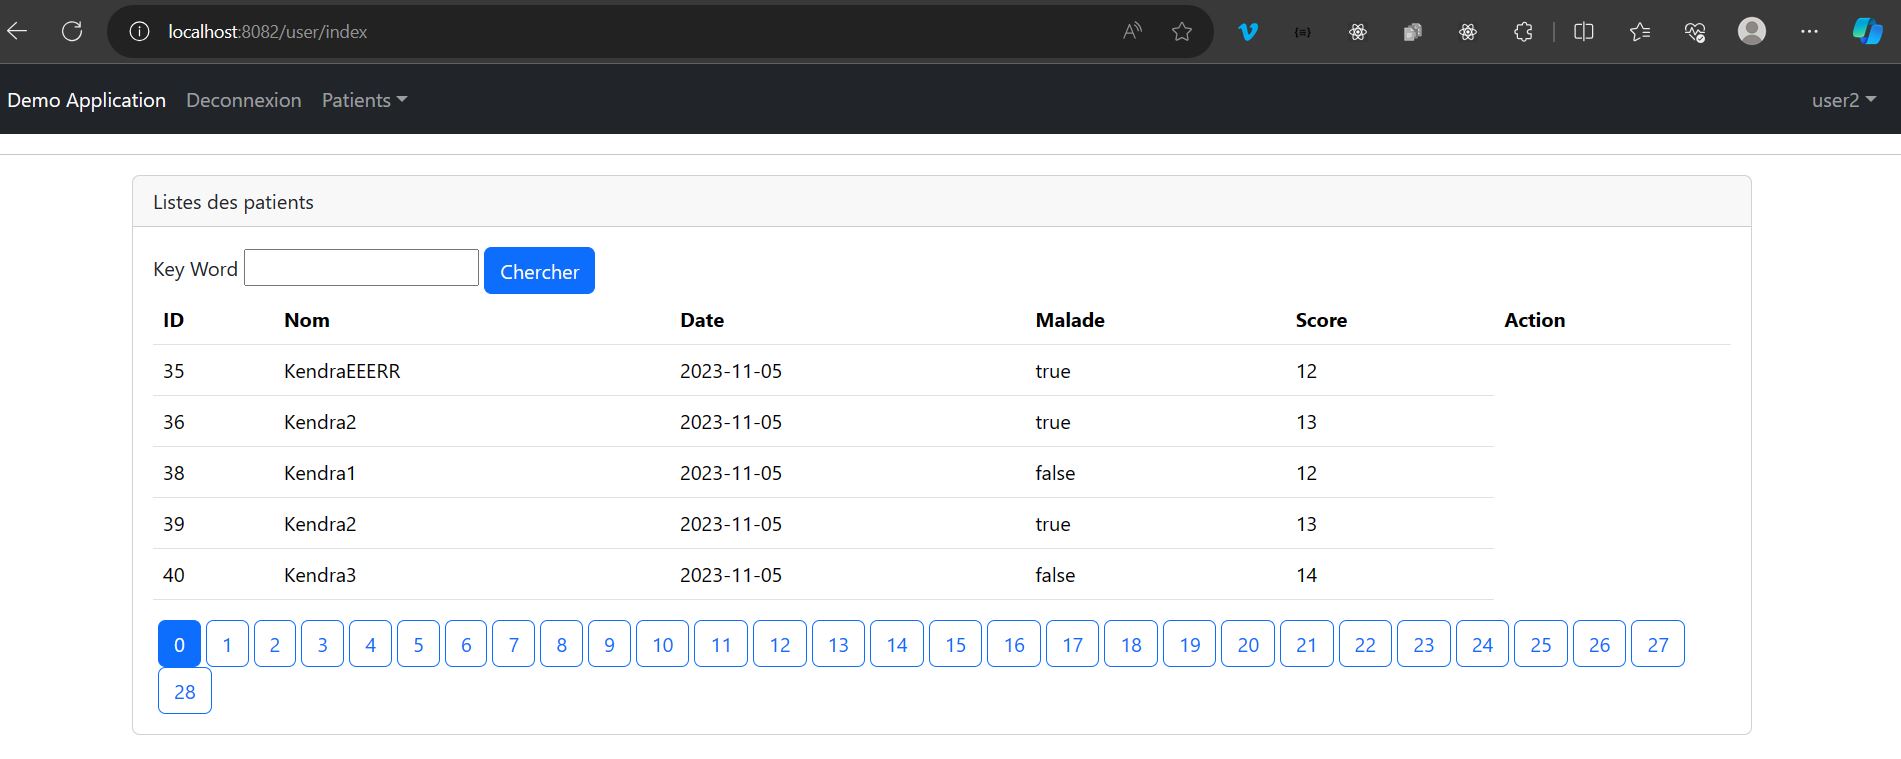 localhost:8082/user/index
Demo Application Deconnexion Patients user2
Listes des patients
Key Word Chercher
ID Nom Date Malade Score Action
35 KendraEEERR 2023-11-05 true 12
36 Kendra2 2023-11-05 true 13
38 Kendra1 2023-11-05 false 12
39 Kendra2 2023-11-05 true 13
40 Kendra3 2023-11-05 false 14
0 1 2 3 4 5 6 7 8 9 10 11 12 13 14 15 16 17 18 19 20 21 22 23 24 25 26 27
28